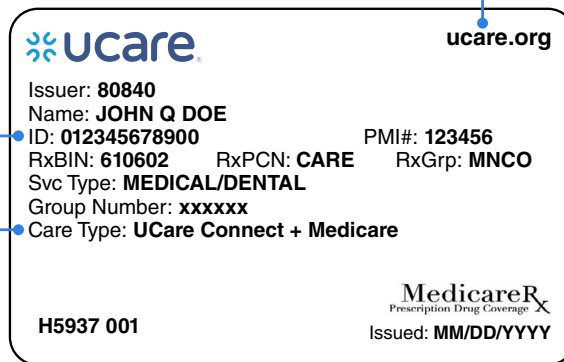 ucare
ucare.org
Issuer: 80840
Name: JOHN Q DOE
ID: 012345678900 PMI#: 123456
RxBIN: 610602 RxPCN: CARE RxGrp: MNCO
Svc Type: MEDICAL/DENTAL
Group Number: xxxxxx
Care Type: UCare Connect + Medicare
MedicareRx
Prescription Drug Coverage
H5937 001
Issued: MM/DD/YYYY